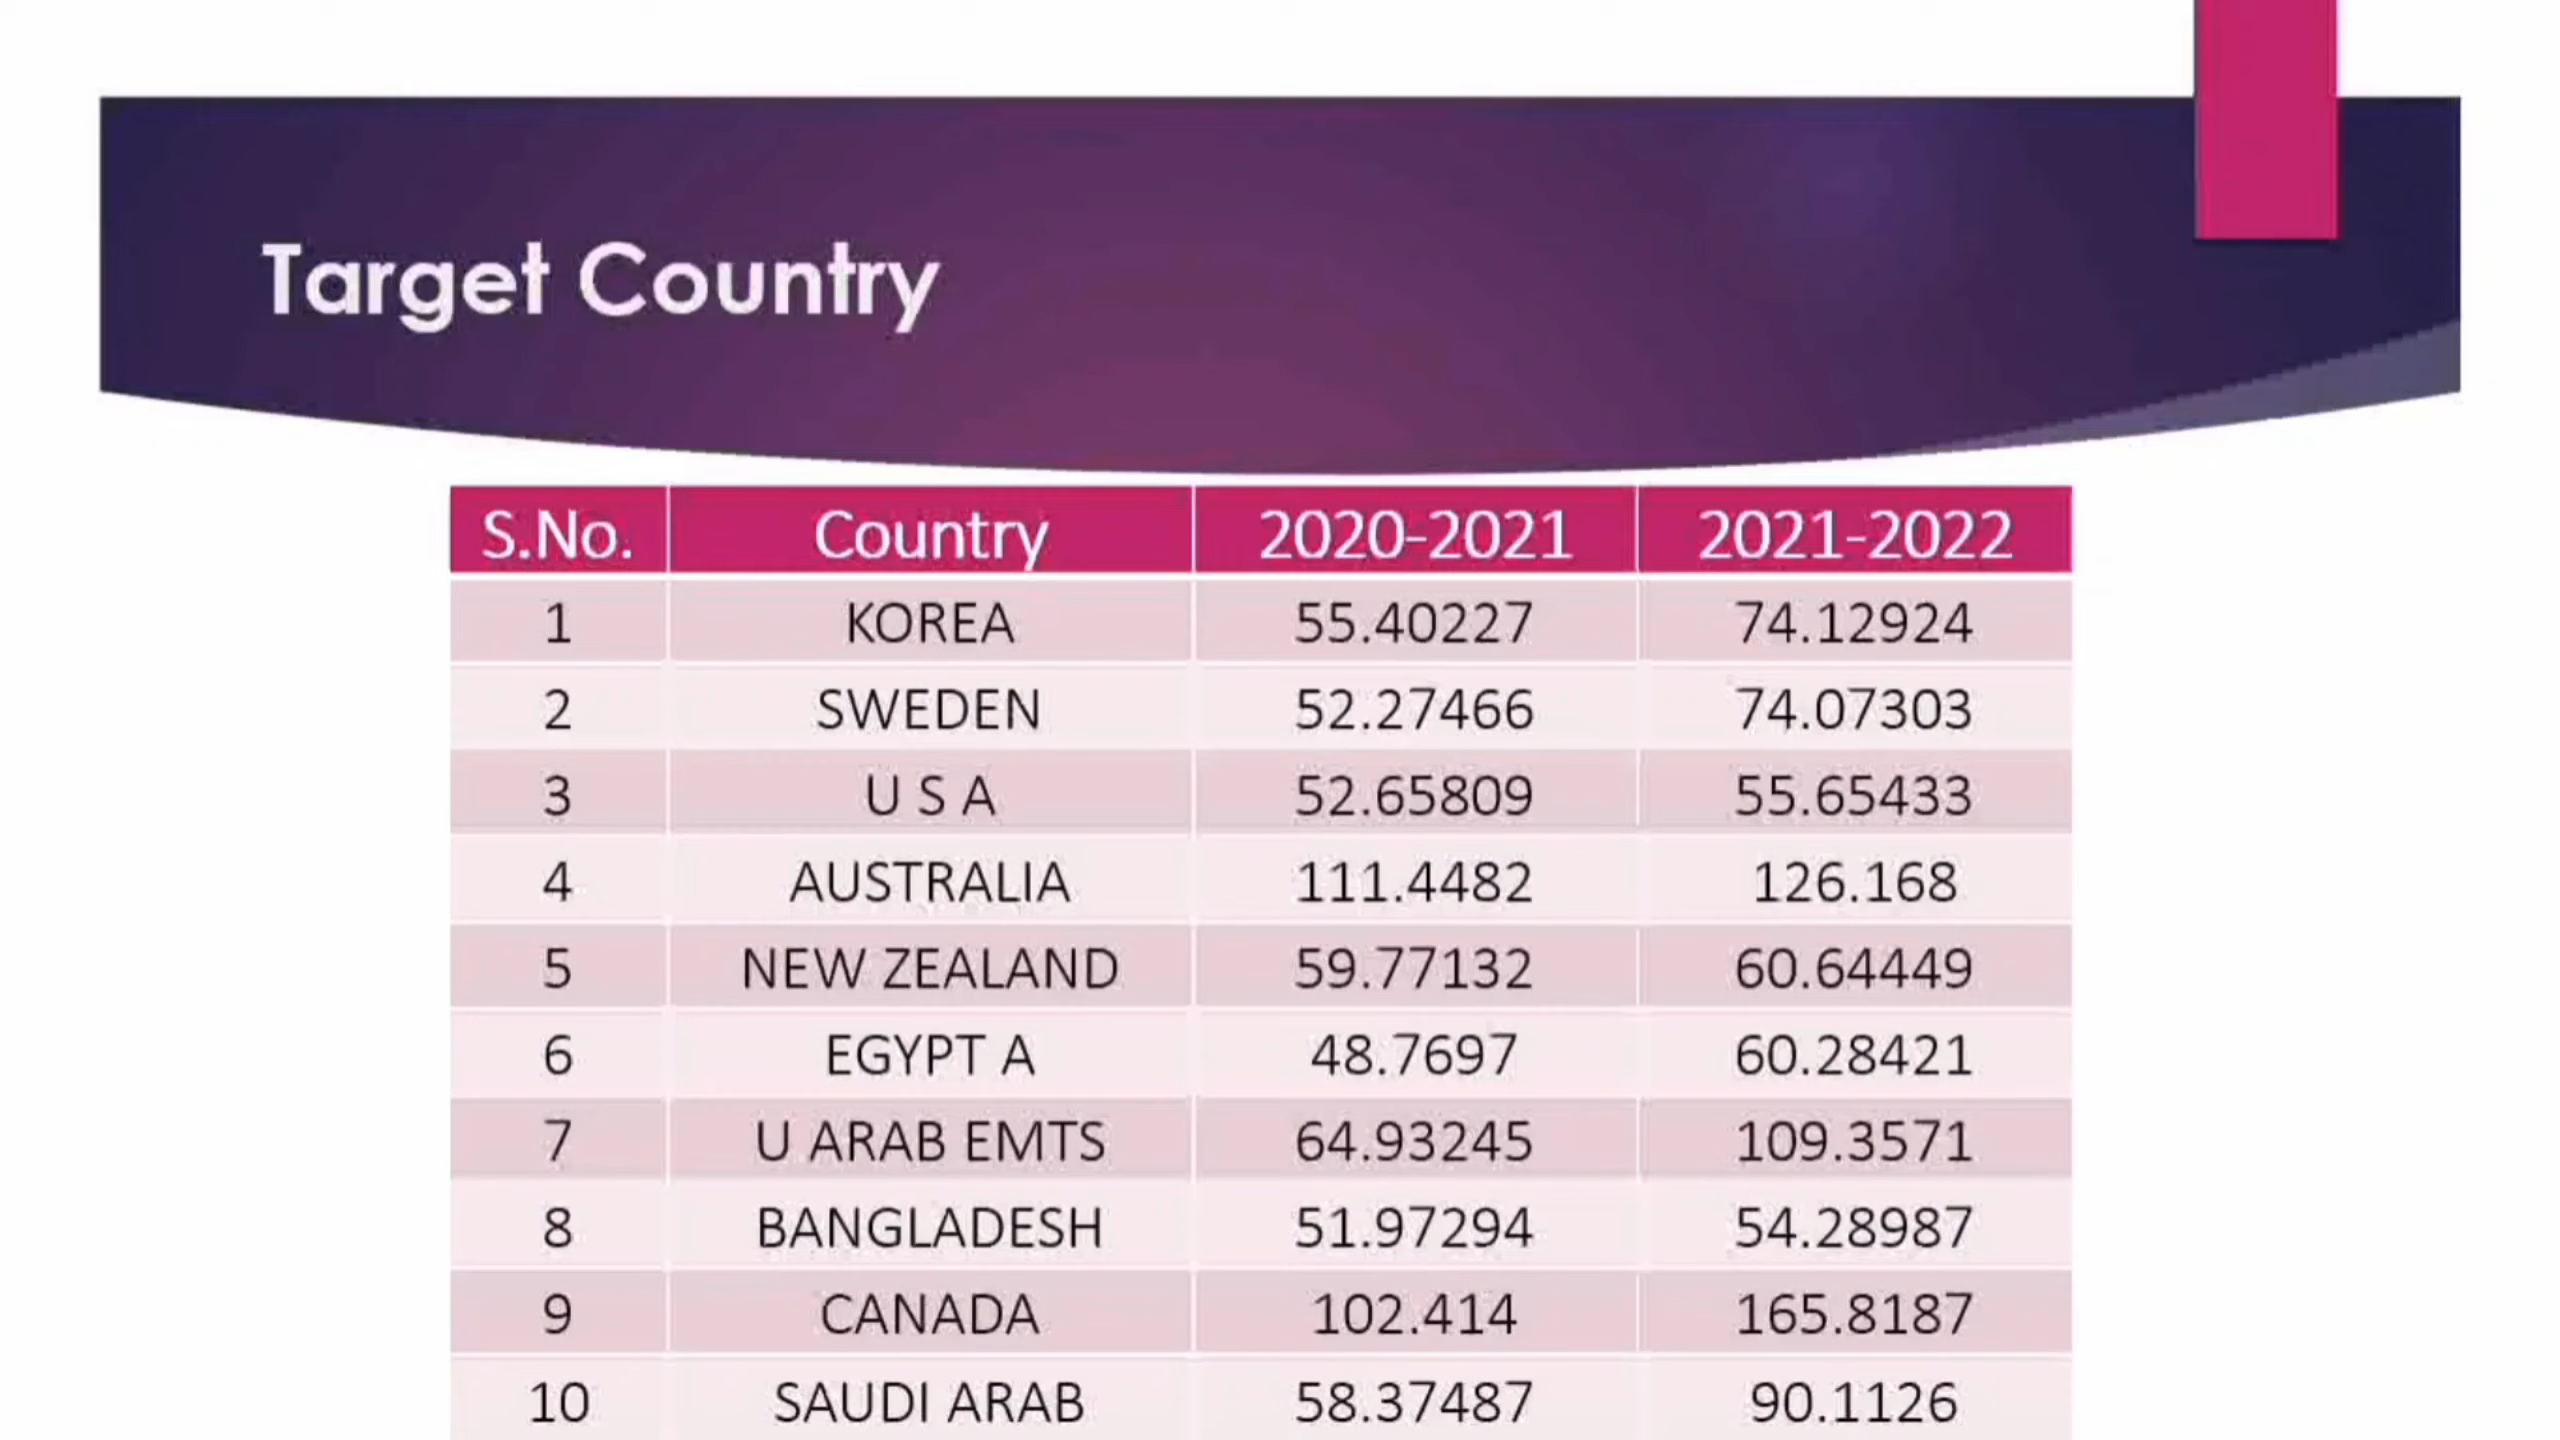 Target Country
S.No. Country 2020-2021 2021-2022
1 KOREA 55.40227 74.12924
2 SWEDEN 52.27466 74.07303
3 U S A 52.65809 55.65433
4 AUSTRALIA 111.4482 126.168
5 NEW ZEALAND 59.77132 60.64449
6 EGYPT A 48.7697 60.28421
7 U ARAB EMTS 64.93245 109.3571
8 BANGLADESH 51.97294 54.28987
9 CANADA 102.414 165.8187
10 SAUDI ARAB 58.37487 90.1126